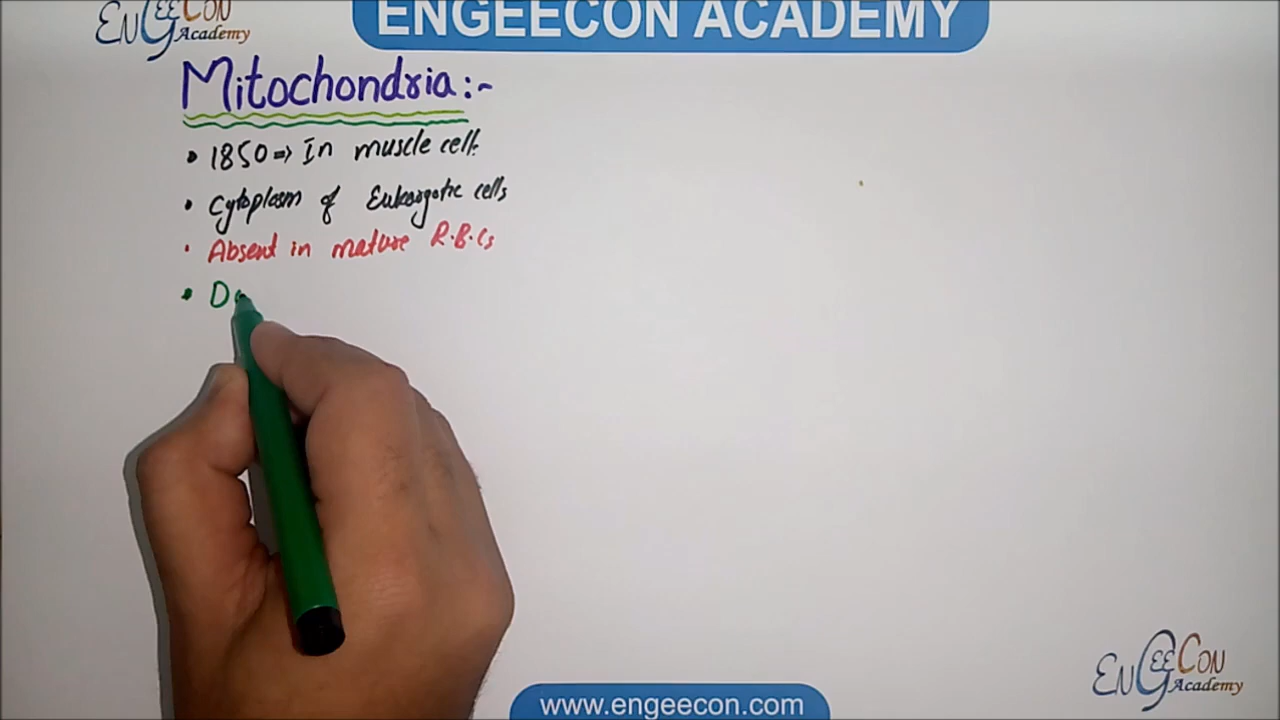 ENGEECON Academy
ENGEECON ACADEMY
Mitochondria:-
• 1850 => In muscle cell.
• Cytoplasm of Eukaryotic cells
• Absent in mature R.B.Cs
• Do
ENGEECON Academy
www.engeecon.com